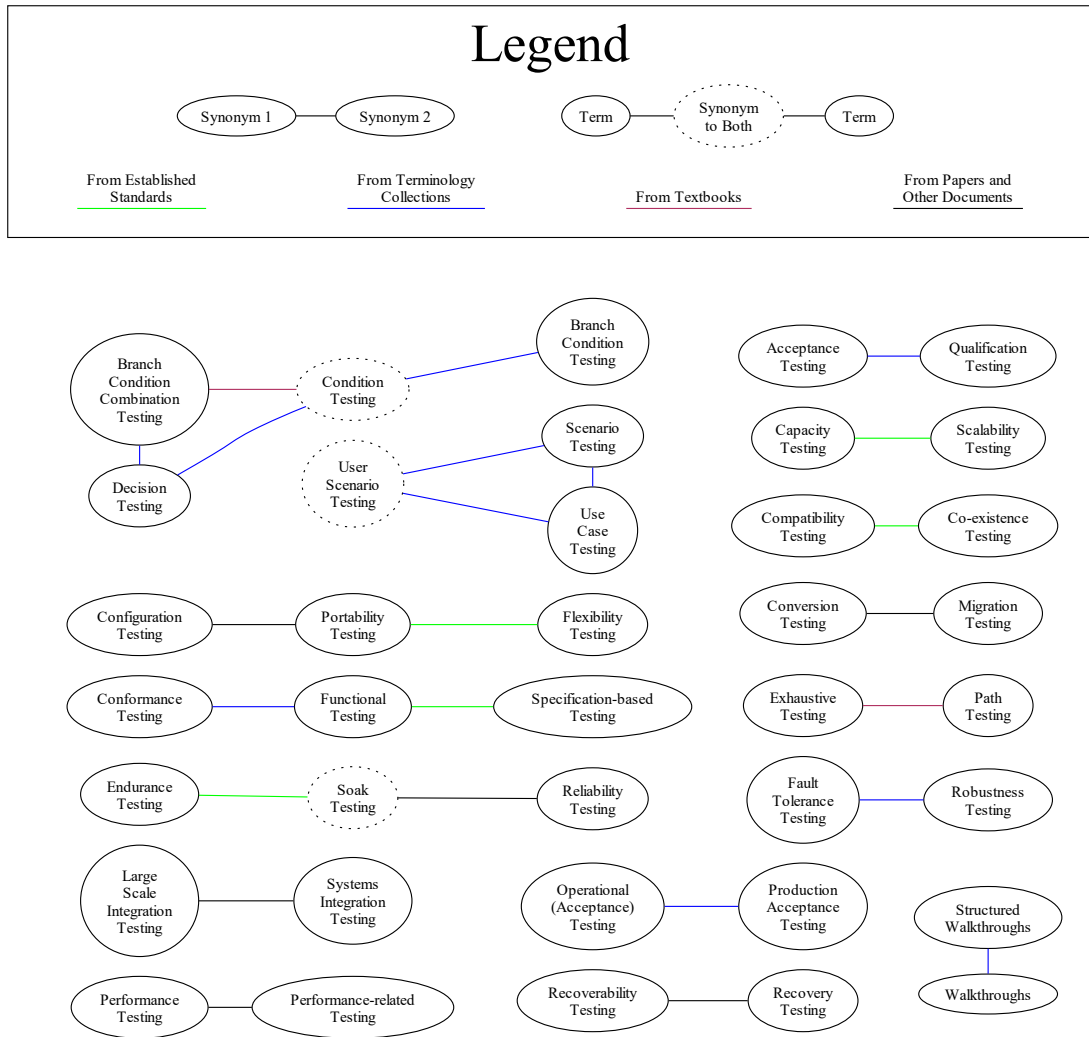 Legend
Synonym 1
Synonym 2
Term
Synonym
to Both
Term
From Established
Standards
From Terminology
Collections
From Textbooks
From Papers and
Other Documents
Branch
Condition
Combination
Testing
Condition
Testing
Branch
Condition
Testing
Decision
Testing
User
Scenario
Testing
Scenario
Testing
Use
Case
Testing
Acceptance
Testing
Qualification
Testing
Capacity
Testing
Scalability
Testing
Compatibility
Testing
Co-existence
Testing
Configuration
Testing
Portability
Testing
Flexibility
Testing
Conversion
Testing
Migration
Testing
Conformance
Testing
Functional
Testing
Specification-based
Testing
Exhaustive
Testing
Path
Testing
Endurance
Testing
Soak
Testing
Reliability
Testing
Fault
Tolerance
Testing
Robustness
Testing
Large
Scale
Integration
Testing
Systems
Integration
Testing
Operational
(Acceptance)
Testing
Production
Acceptance
Testing
Structured
Walkthroughs
Walkthroughs
Performance
Testing
Performance-related
Testing
Recoverability
Testing
Recovery
Testing